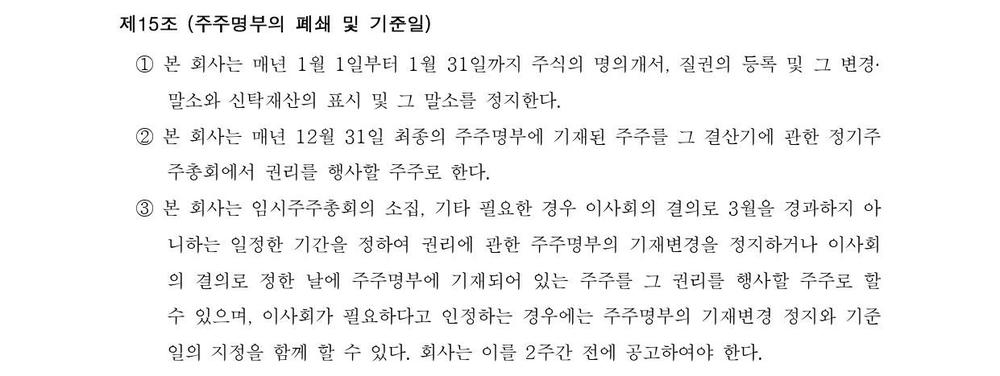 제15조 (주주명부의 폐쇄 및 기준일)
① 본 회사는 매년 1월 1일부터 1월 31일까지 주식의 명의개서, 질권의 등록 및 그 변경·
말소와 신탁재산의 표시 및 그 말소를 정지한다.
② 본 회사는 매년 12월 31일 최종의 주주명부에 기재된 주주를 그 결산기에 관한 정기주
주총회에서 권리를 행사할 주주로 한다.
③ 본 회사는 임시주주총회의 소집, 기타 필요한 경우 이사회의 결의로 3월을 경과하지 아
니하는 일정한 기간을 정하여 권리에 관한 주주명부의 기재변경을 정지하거나 이사회
의 결의로 정한 날에 주주명부에 기재되어 있는 주주를 그 권리를 행사할 주주로 할
수 있으며, 이사회가 필요하다고 인정하는 경우에는 주주명부의 기재변경 정지와 기준
일의 지정을 함께 할 수 있다. 회사는 이를 2주간 전에 공고하여야 한다.